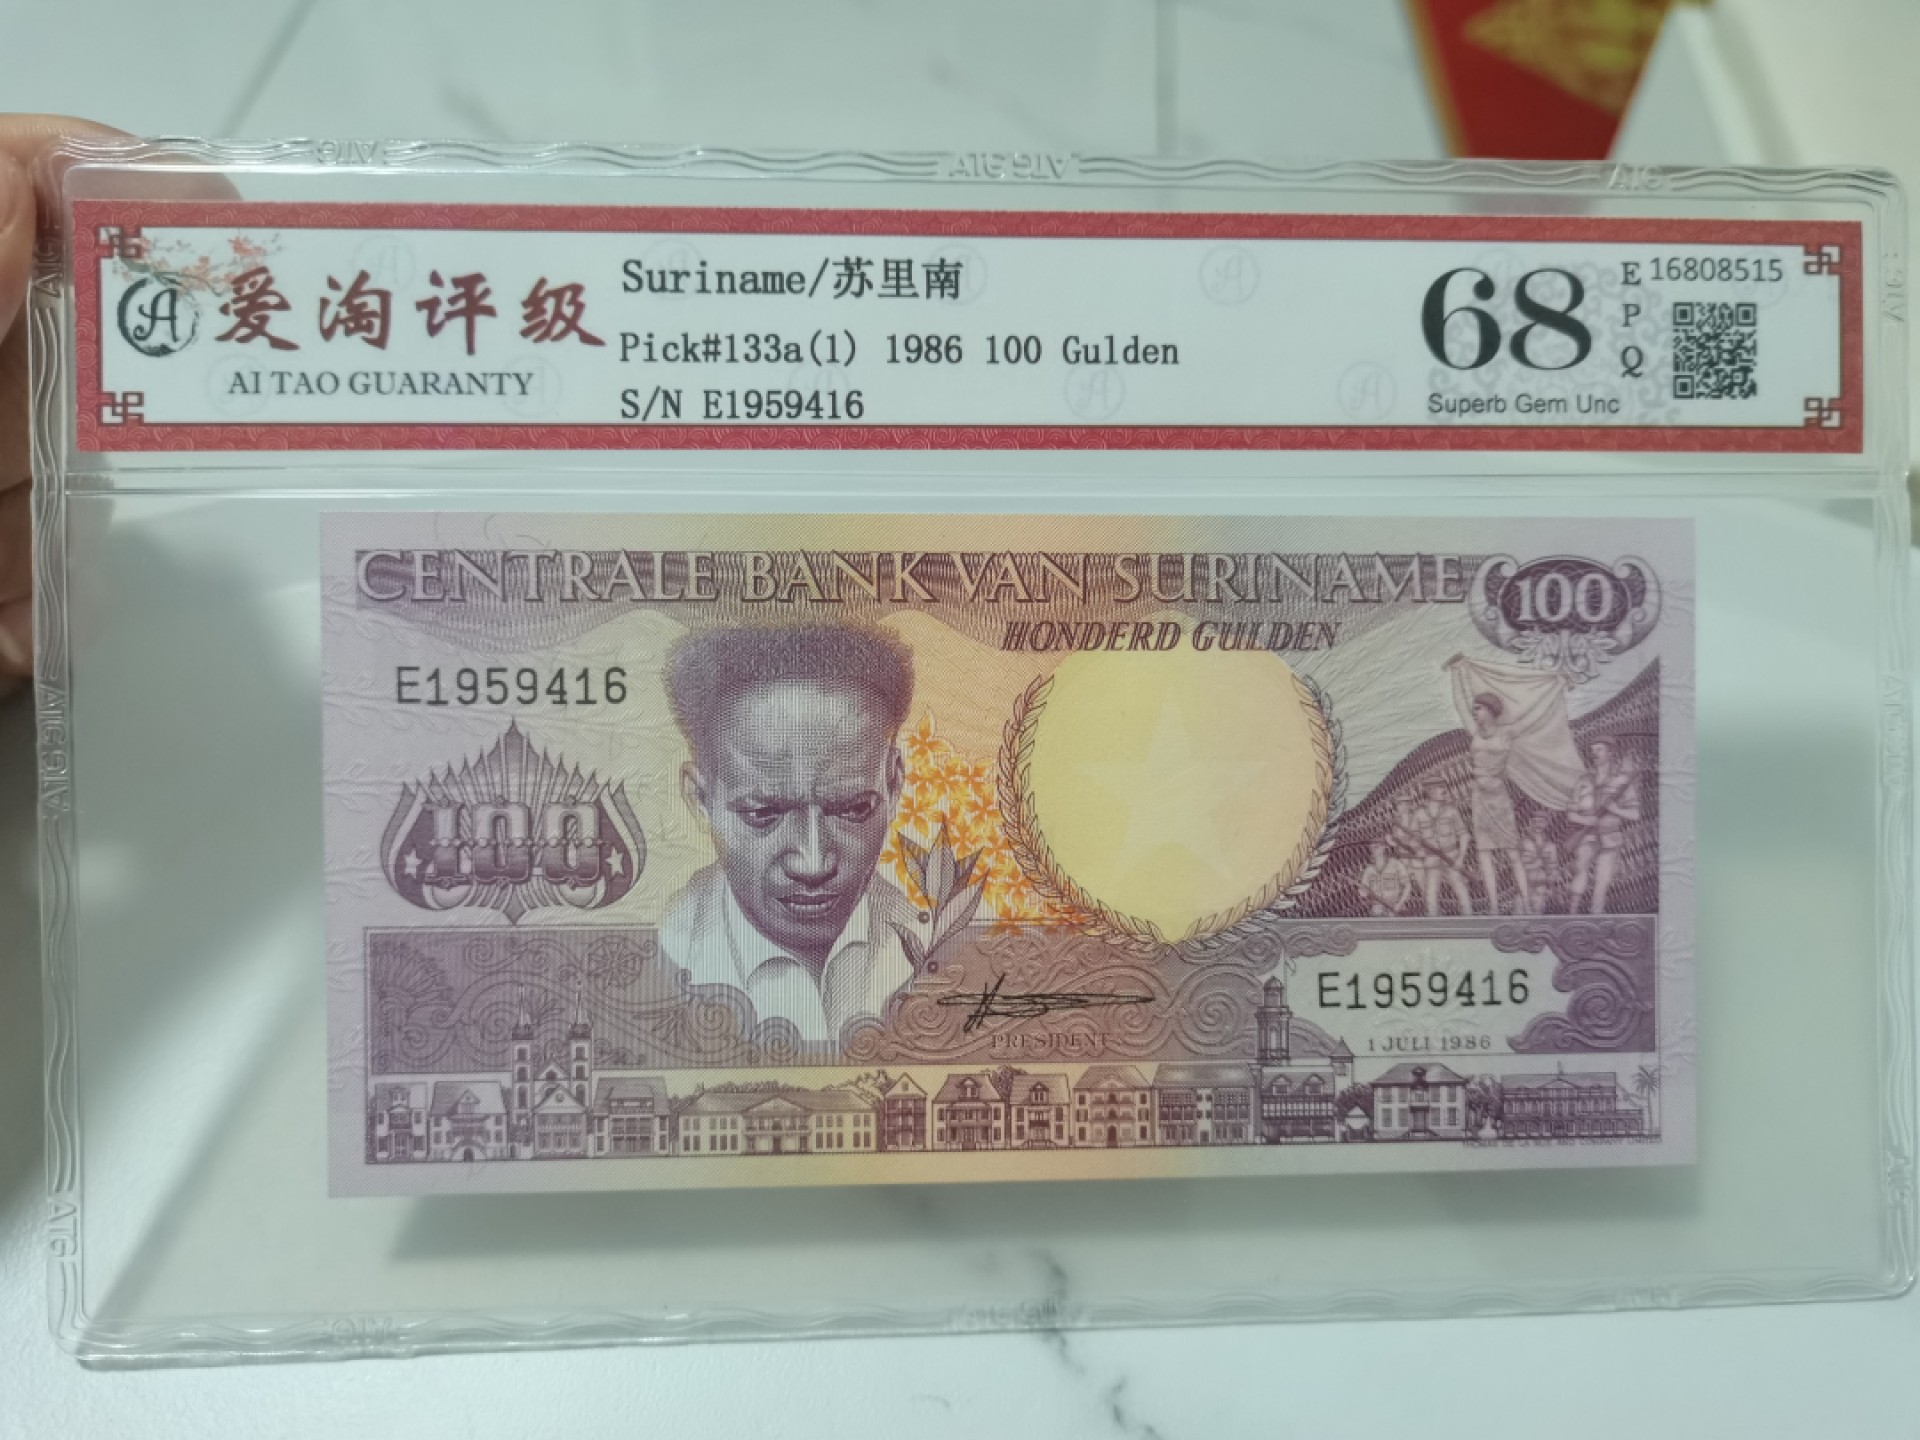 爱淘评级
AI TAO GUARANTY
Suriname/苏里南
Pick#133a(1) 1986 100 Gulden
S/N E1959416
68
EPQ
16808515
Superb Gem Unc
CENTRALE BANK VAN SURINAME
100
HONDERD GULDEN
E1959416
100
E1959416
PRESIDENT
1 JULI 1986